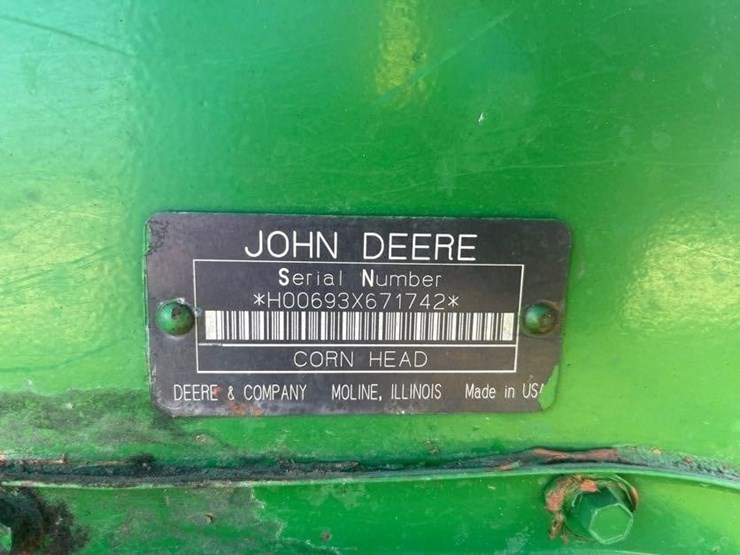 JOHN DEERE
Serial Number
*H00693X671742*
CORN HEAD
DEERE & COMPANY MOLINE, ILLINOIS Made in USA